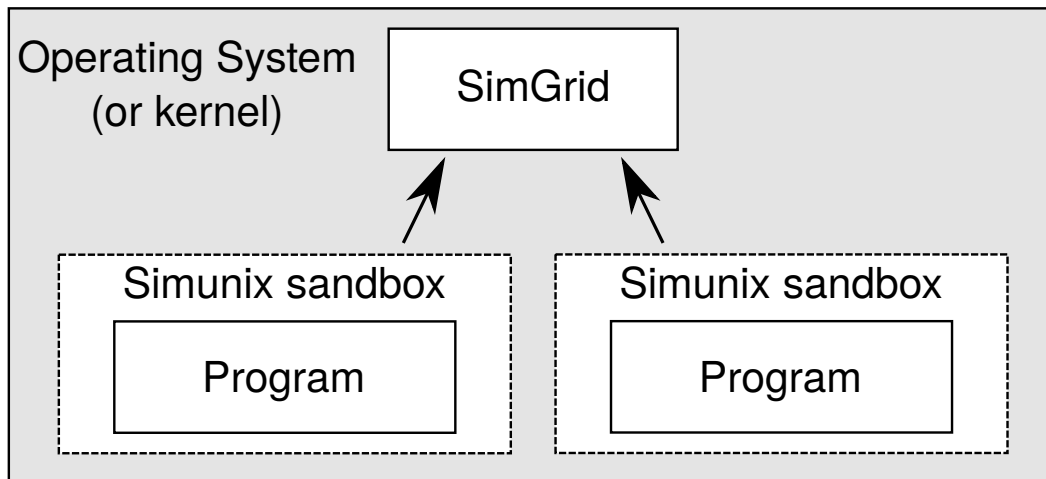 Operating System
(or kernel)
SimGrid
Simunix sandbox
Program
Simunix sandbox
Program